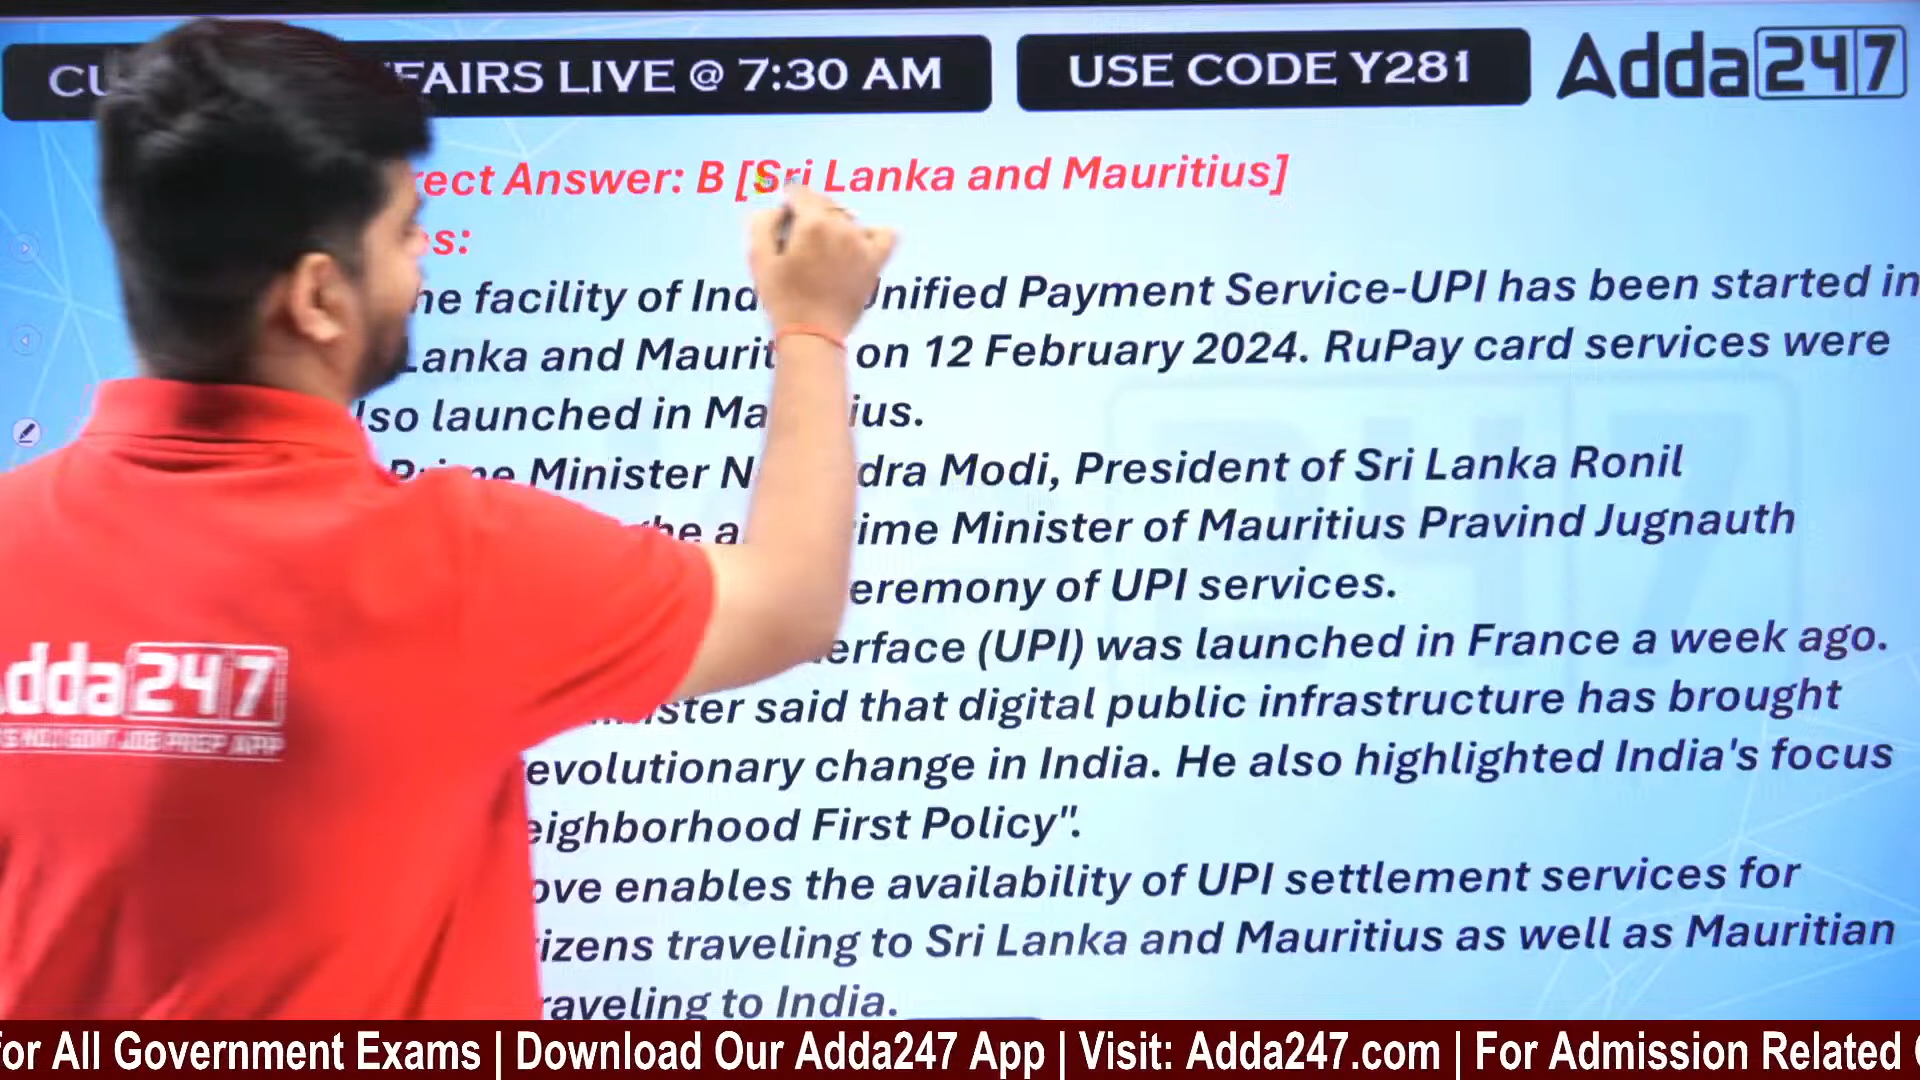 FAIRS LIVE @ 7:30 AM
USE CODE Y281
Adda247
rect Answer: B [Sri Lanka and Mauritius]
s:
he facility of Ind nified Payment Service-UPI has been started in
Lanka and Maurit on 12 February 2024. RuPay card services were
lso launched in Ma ius.
Prime Minister N dra Modi, President of Sri Lanka Ronil
he a ime Minister of Mauritius Pravind Jugnauth
eremony of UPI services.
erface (UPI) was launched in France a week ago.
ster said that digital public infrastructure has brought
evolutionary change in India. He also highlighted India's focus
eighborhood First Policy".
ove enables the availability of UPI settlement services for
izens traveling to Sri Lanka and Mauritius as well as Mauritian
raveling to India.
dda247
for All Government Exams | Download Our Adda247 App | Visit: Adda247.com | For Admission Related